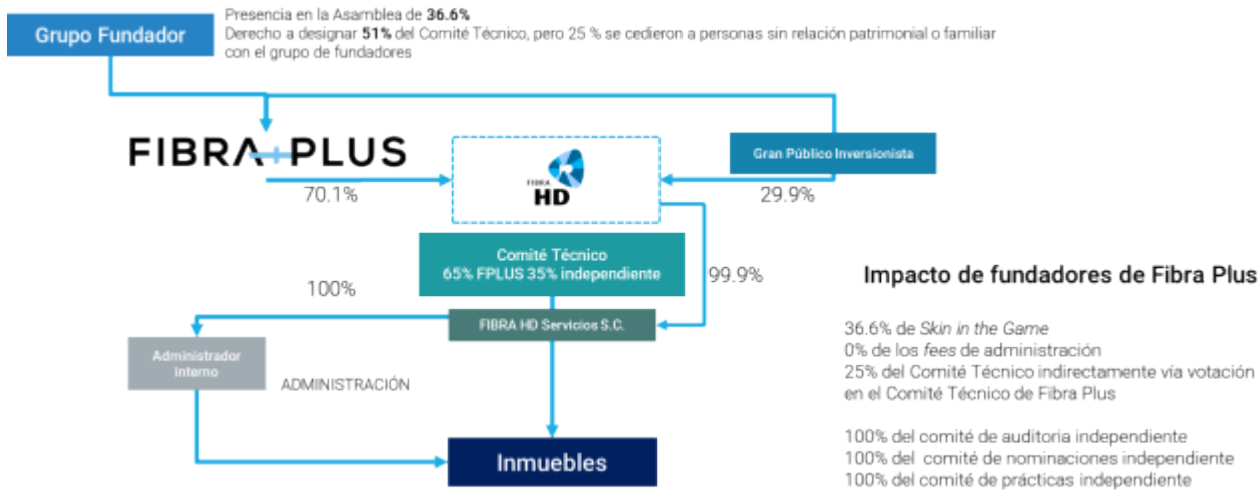 Grupo Fundador
Presencia en la Asamblea de 36.6%
Derecho a designar 51% del Comité Técnico, pero 25 % se cedieron a personas sin relación patrimonial o familiar
con el grupo de fundadores
FIBRA PLUS
70.1%
FIBRA
HD
Gran Público Inversionista
29.9%
Comité Técnico
65% FPLUS 35% independiente
99.9%
100%
FIBRA HD Servicios S.C.
Administrador
interno
ADMINISTRACIÓN
Inmuebles
Impacto de fundadores de Fibra Plus
36.6% de Skin in the Game
0% de los fees de administración
25% del Comité Técnico indirectamente vía votación
en el Comité Técnico de Fibra Plus
100% del comité de auditoria independiente
100% del comité de nominaciones independiente
100% del comité de prácticas independiente